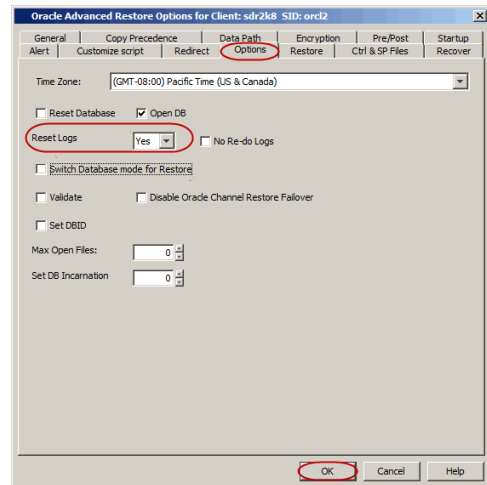 Oracle Advanced Restore Options for Client: sdr2k8 SID: orcl2
General Copy Precedence Data Path Encryption Pre/Post Startup
Alert Customize script Redirect Options Restore Ctrl & SP Files Recover
Time Zone: (GMT-08:00) Pacific Time (US & Canada)
Reset Database Open DB
Reset Logs Yes No Re-do Logs
Switch Database mode for Restore
Validate Disable Oracle Channel Restore Failover
Set DBID
Max Open Files: 0
Set DB Incarnation 0
OK Cancel Help